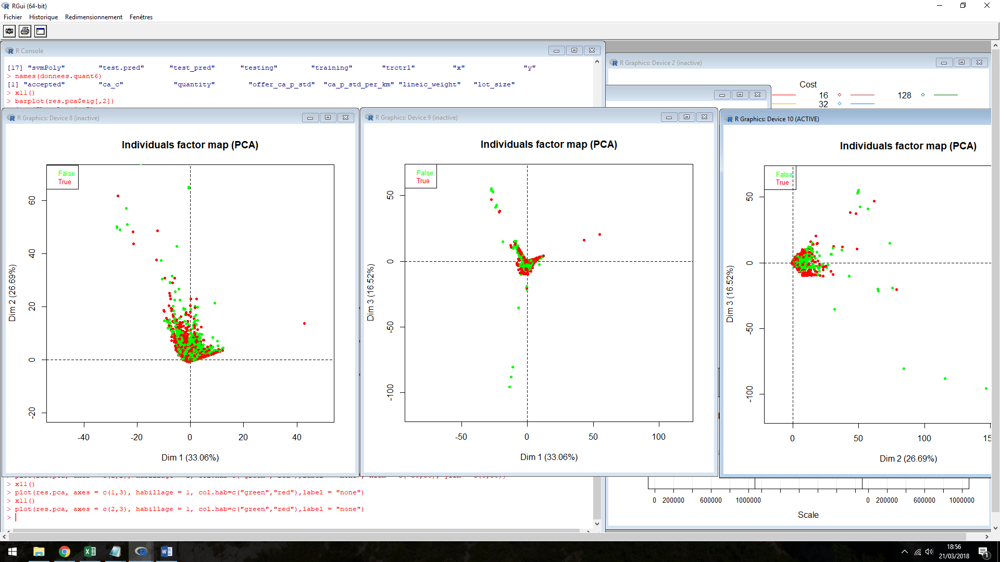 RGui (64-bit)
Fichier Historique Redimensionnement Fenêtres
R Console
[17] "svmPoly" "test.pred" "test_pred" "testing" "training" "trctrl" "x" "y"
> names(donnees.quant6)
[1] "accepted" "ca_c" "quantity" "offer_ca_p_std" "ca_p_std_per_km" "lineic_weight" "lot_size"
> x11()
> barplot(res.pca$eig[,2])
R Graphics: Device 2 (inactive)
Cost
16 128
32
R Graphics: Device 8 (inactive)
Individuals factor map (PCA)
False
True
60
40
20
0
-20
Dim 2 (26.69%)
-40 -20 0 20 40
Dim 1 (33.06%)
R Graphics: Device 9 (inactive)
Individuals factor map (PCA)
False
True
50
0
-50
-100
Dim 3 (16.52%)
-50 0 50 100
Dim 1 (33.06%)
R Graphics: Device 10 (ACTIVE)
Individuals factor map (PCA)
False
True
50
0
-50
-100
Dim 3 (16.52%)
0 50 100 15
Dim 2 (26.69%)
> x11()
> plot(res.pca, axes = c(1,3), habillage = 1, col.hab=c("green","red"),label = "none")
> x11()
> plot(res.pca, axes = c(2,3), habillage = 1, col.hab=c("green","red"),label = "none")
>
0 200000 600000 1000000 0 200000 600000 1000000
Scale
18:56
21/03/2018
1